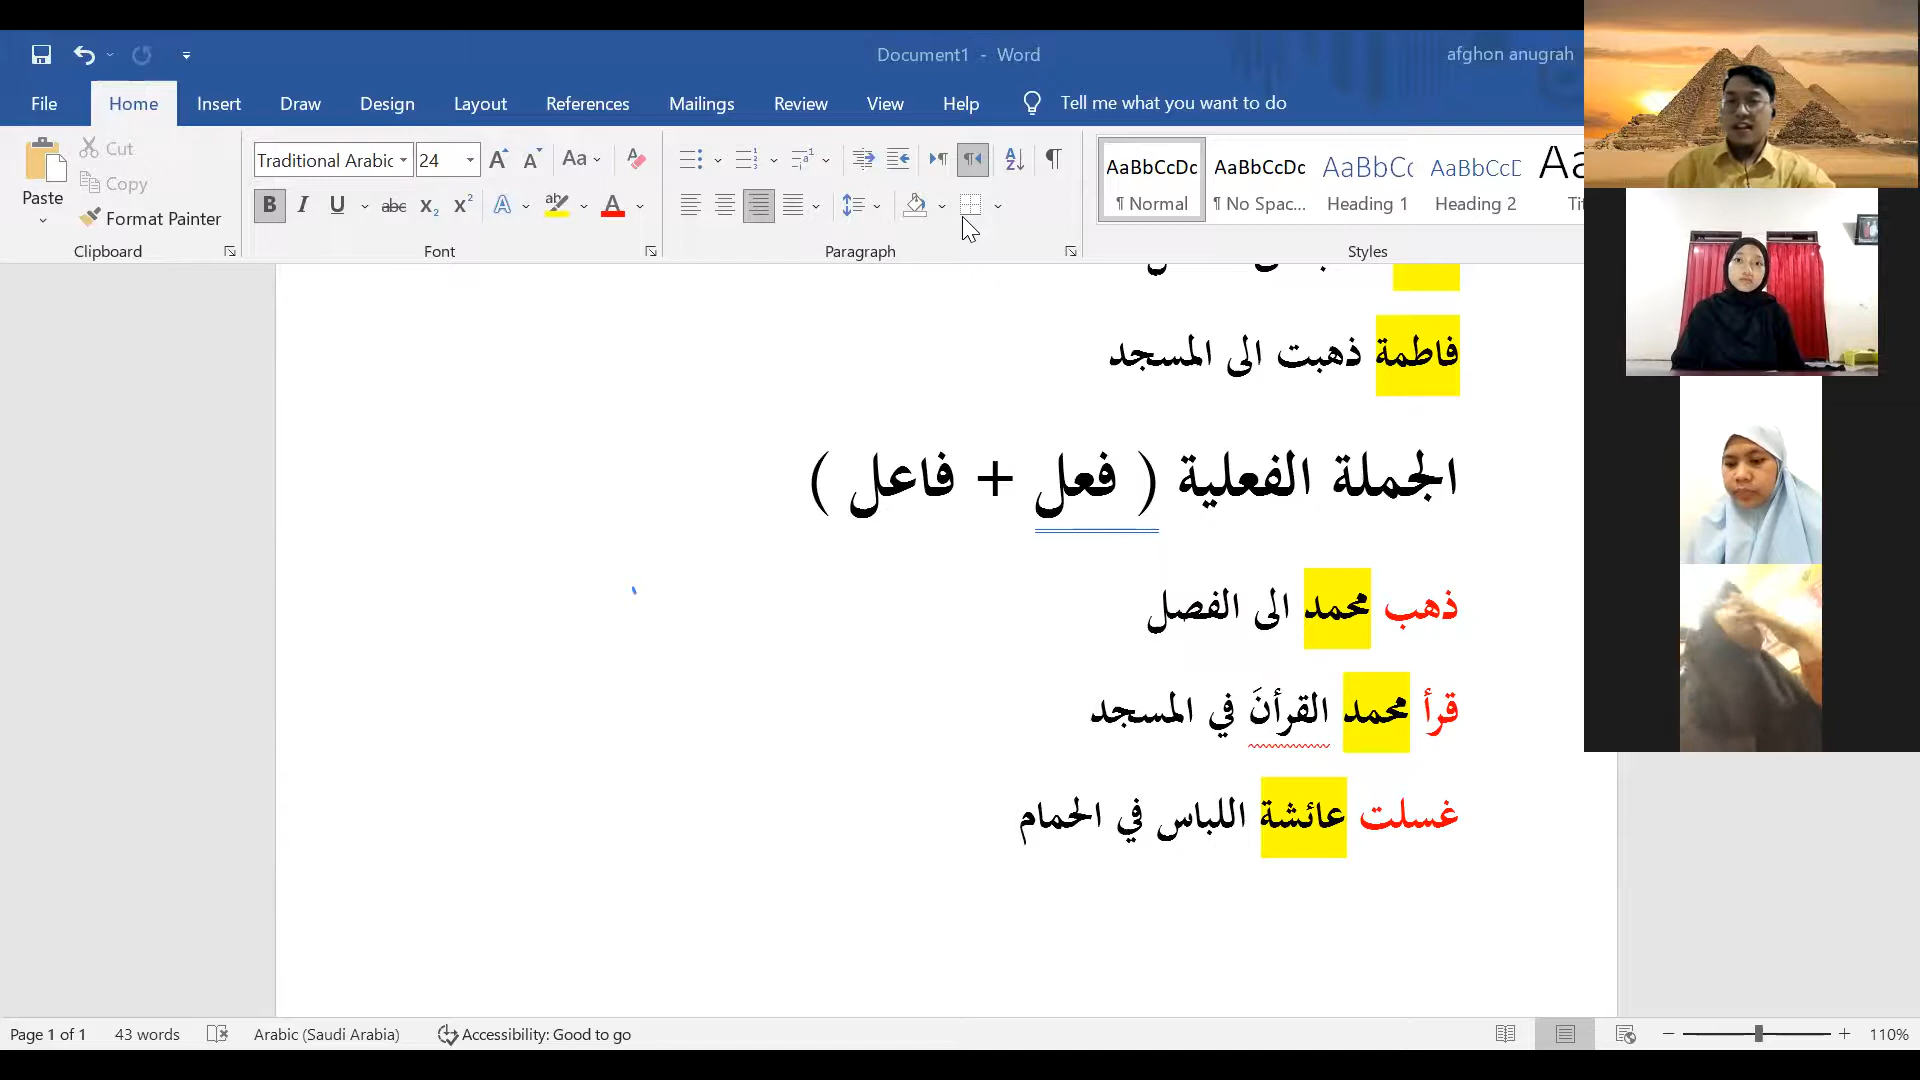 Document1 - Word
afghon anugrah
File Home Insert Draw Design Layout References Mailings Review View Help Tell me what you want to do
Paste
Cut
Copy
Format Painter
Clipboard
Traditional Arabic 24
Font
Paragraph
AaBbCcDc AaBbCcDc AaBbCcC AaBbCcD Aa
¶ Normal ¶ No Spac... Heading 1 Heading 2
Styles
فاطمة ذهبت الى المسجد
الجملة الفعلية ( فعل + فاعل )
ذهب محمد الى الفصل
قرأ محمد القرأنَ في المسجد
غسلت عائشة اللباس في الحمام
Page 1 of 1 43 words Arabic (Saudi Arabia) Accessibility: Good to go 110%